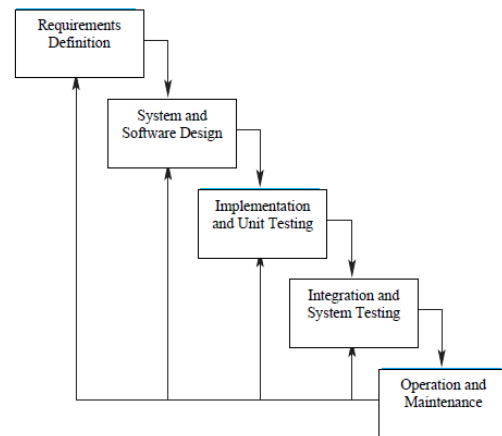 Requirements
Definition
System and
Software Design
Implementation
and Unit Testing
Integration and
System Testing
Operation and
Maintenance